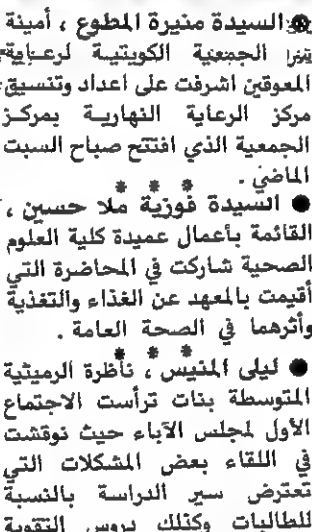 ● السيدة منيرة المطوع ، أمينة
الجمعية الكويتية لرعاية
المعوقين اشرفت على اعداد وتنسيق
مركز الرعاية النهارية بمركز
الجمعية الذي افتتح صباح السبت
الماضي .
* * *
● السيدة فوزية ملا حسين ،
القائمة بأعمال عميدة كلية العلوم
الصحية شاركت في المحاضرة التي
أقيمت بالمعهد عن الغذاء والتغذية
وأثرهما في الصحة العامة .
* * *
● ليلى المنيس ، ناظرة الرميثية
المتوسطة بنات ترأست الاجتماع
الأول لمجلس الآباء حيث نوقشت
في اللقاء بعض المشكلات التي
تعترض سير الدراسة بالنسبة
للطالبات وكذلك دروس التقوية